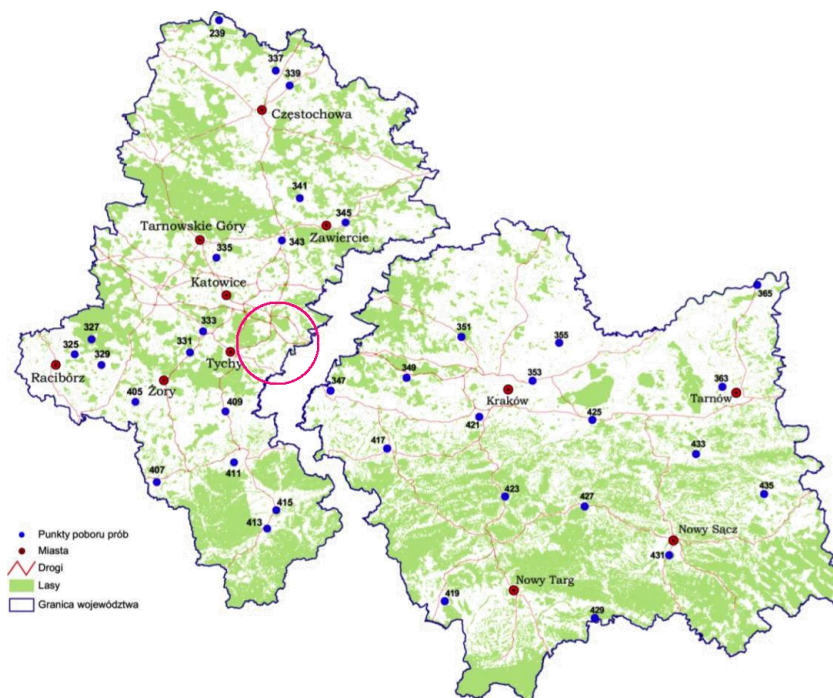 239
337
339
Częstochowa
341
345
Tarnowskie Góry
Zawiercie
335
343
Katowice
365
327
333
351
355
325
329
331
Tychy
349
363
Racibórz
Żory
347
353
Kraków
Tarnów
405
409
421
425
417
433
407
411
423
427
435
415
413
Nowy Sącz
431
Nowy Targ
419
429
Punkty poboru prób
Miasta
Drogi
Lasy
Granica województwa